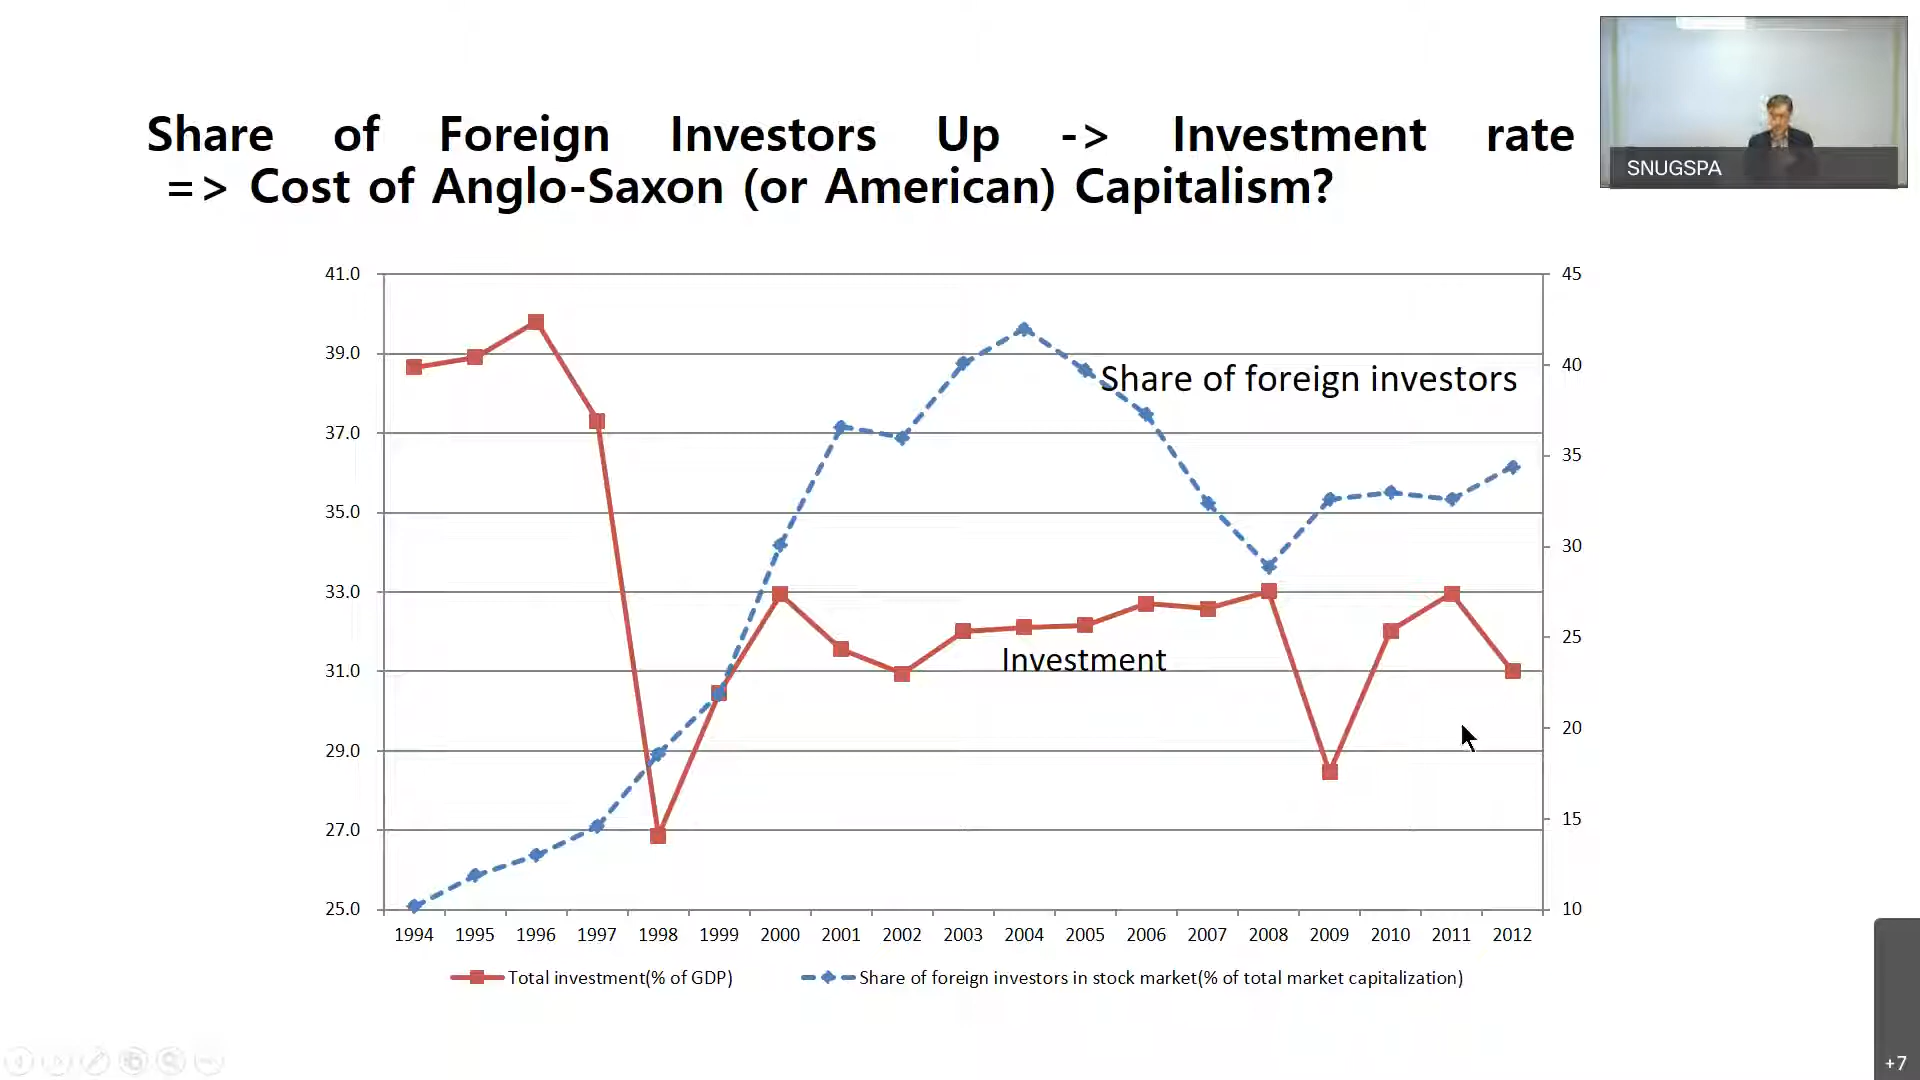 Share of Foreign Investors Up -> Investment rate
=> Cost of Anglo-Saxon (or American) Capitalism?
SNUGSPA
41.0
39.0
37.0
35.0
33.0
31.0
29.0
27.0
25.0
45
40
35
30
25
20
15
10
Share of foreign investors
Investment
1994 1995 1996 1997 1998 1999 2000 2001 2002 2003 2004 2005 2006 2007 2008 2009 2010 2011 2012
Total investment(% of GDP) Share of foreign investors in stock market(% of total market capitalization)
+7